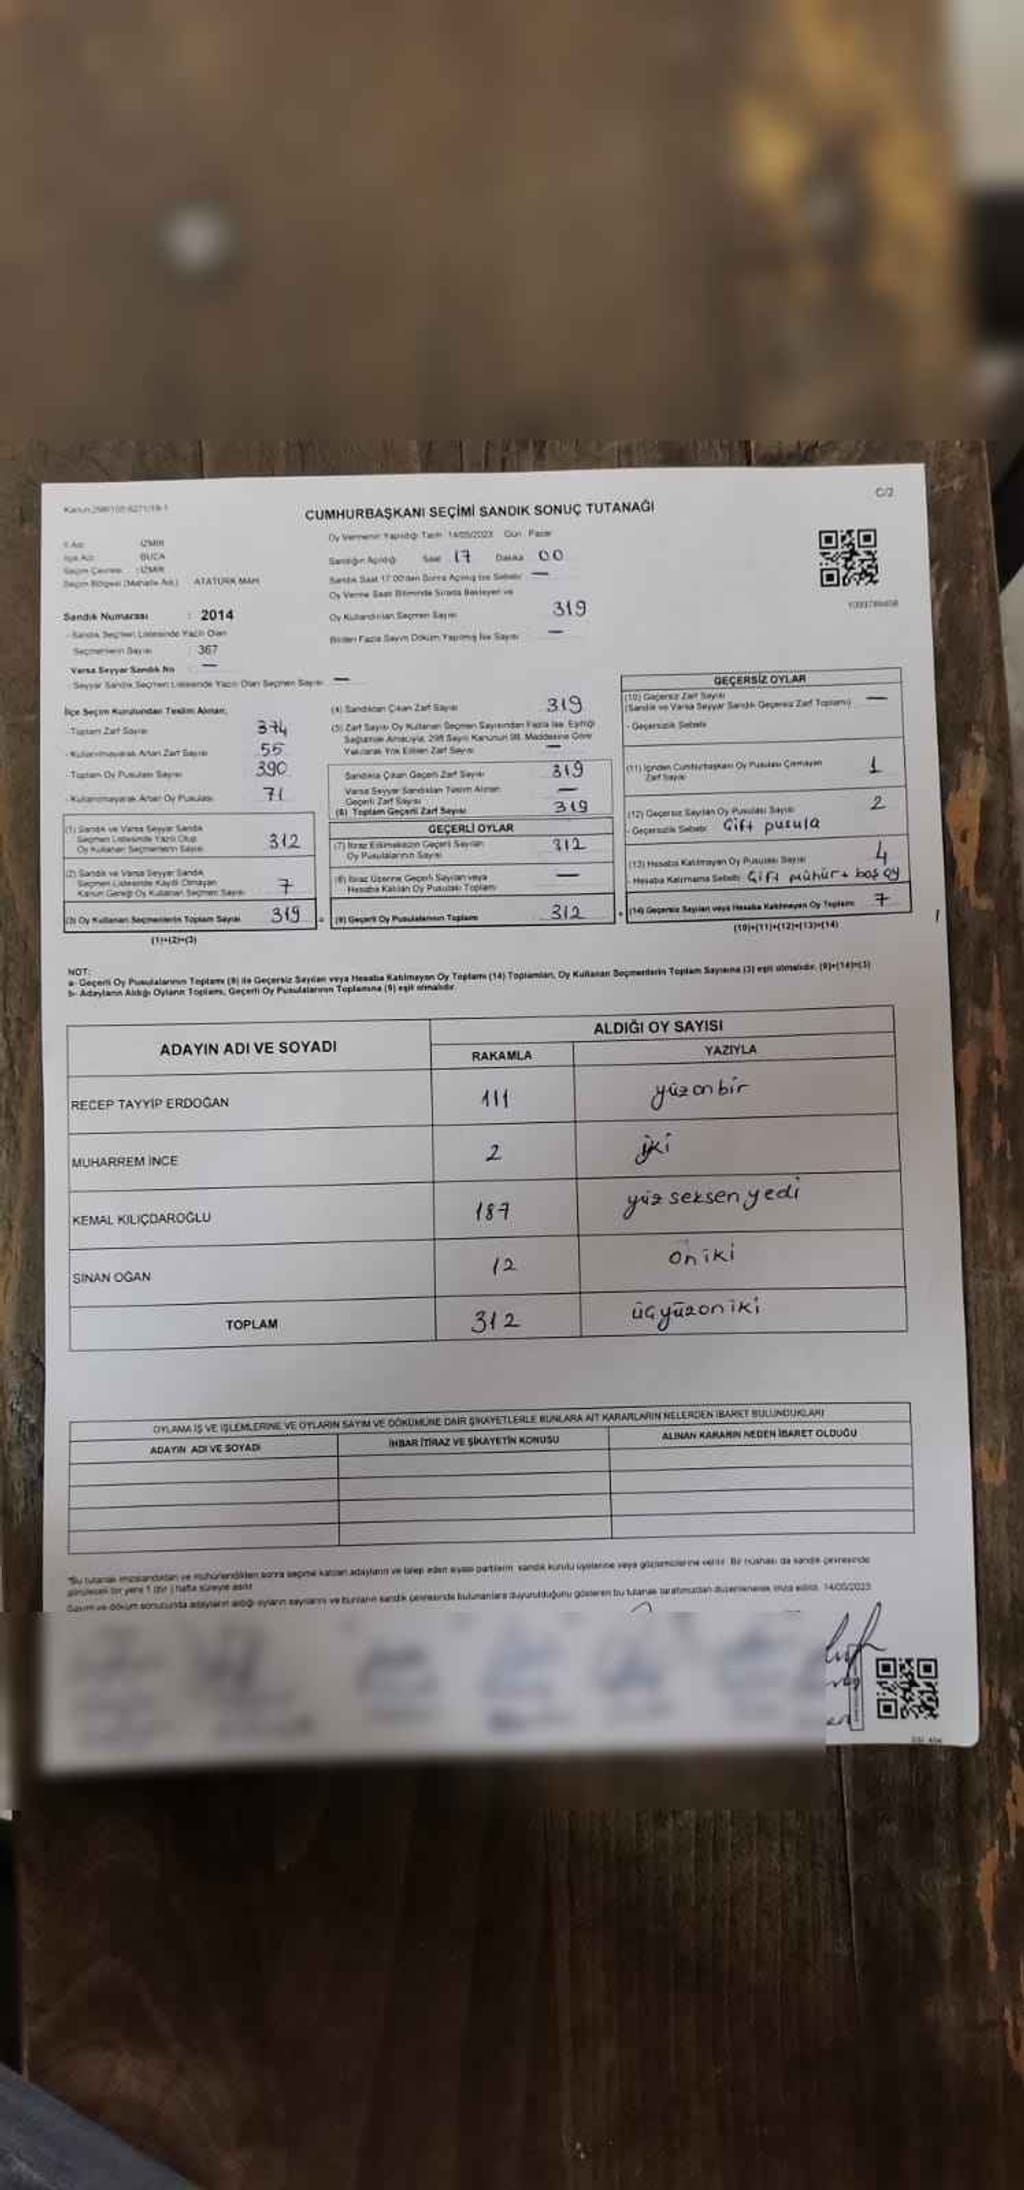 C/2
CUMHURBAŞKANI SEÇİMİ SANDIK SONUÇ TUTANAĞI
Oy Vermenin Yapıldığı Tarih 14/05/2023 Gün Pazar
İl Adı İZMİR
İlçe Adı BUCA
Seçim Çevresi : İZMİR
Seçim Bölgesi (Mahalle Adı) ATATÜRK MAH.
Sandığın Açıldığı Saat 17 Dakika 00
Sandık Saat 17.00'den Sonra Açılmış İse Sebebi —
Oy Verme Saati Bitiminde Sırada Bekleyen ve
Oy Kullandırılan Seçmen Sayısı 319
Birden Fazla Sayım Döküm Yapılmış İse Sayısı —
Sandık Numarası : 2014
- Sandık Seçmen Listesinde Yazılı Olan
Seçmenlerin Sayısı 367
Varsa Seyyar Sandık No —
- Seyyar Sandık Seçmen Listesinde Yazılı Olan Seçmen Sayısı —
İlçe Seçim Kurulundan Teslim Alınan;
- Toplam Zarf Sayısı 374
- Kullanılmayarak Artan Zarf Sayısı 55
- Toplam Oy Pusulası Sayısı 390
- Kullanılmayarak Artan Oy Pusulası 71
(1) Sandık ve Varsa Seyyar Sandık
Seçmen Listesinde Yazılı Olup
Oy Kullanan Seçmenlerin Sayısı 312
(2) Sandık ve Varsa Seyyar Sandık
Seçmen Listesinde Kayıtlı Olmayan
Kanun Gereği Oy Kullanan Seçmen Sayısı 7
(3) Oy Kullanan Seçmenlerin Toplam Sayısı 319
(1)+(2)=(3)
(4) Sandıktan Çıkan Zarf Sayısı 319
(5) Zarf Sayısı Oy Kullanan Seçmen Sayısından Fazla İse, Eşitliği
Sağlamak Amacıyla, 298 Sayılı Kanunun 98. Maddesine Göre
Yakılarak Yok Edilen Zarf Sayısı —
Sandıkta Çıkan Geçerli Zarf Sayısı 319
Varsa Seyyar Sandıktan Teslim Alınan
Geçerli Zarf Sayısı —
(6) Toplam Geçerli Zarf Sayısı 319
GEÇERLİ OYLAR
(7) İtiraz Edilmeksizin Geçerli Sayılan
Oy Pusulalarının Sayısı 312
(8) İtiraz Üzerine Geçerli Sayılan veya
Hesaba Katılan Oy Pusulası Toplamı —
(9) Geçerli Oy Pusulalarının Toplamı 312
GEÇERSİZ OYLAR
(10) Geçersiz Zarf Sayısı
(Sandık ve Varsa Seyyar Sandık Geçersiz Zarf Toplamı) —
- Geçersizlik Sebebi
(11) İçinden Cumhurbaşkanı Oy Pusulası Çıkmayan
Zarf Sayısı 1
(12) Geçersiz Sayılan Oy Pusulası Sayısı 2
- Geçersizlik Sebebi Çift pusula
(13) Hesaba Katılmayan Oy Pusulası Sayısı 4
- Hesaba Katılmama Sebebi Çift mühür + boş oy
(14) Geçersiz Sayılan veya Hesaba Katılmayan Oy Toplamı 7
(10)+(11)+(12)+(13)=(14)
NOT:
a- Geçerli Oy Pusulalarının Toplamı (9) ile Geçersiz Sayılan veya Hesaba Katılmayan Oy Toplamı (14) Toplamları, Oy Kullanan Seçmenlerin Toplam Sayısına (3) eşit olmalıdır. (9)+(14)=(3)
b- Adayların Aldığı Oyların Toplamı, Geçerli Oy Pusulalarının Toplamına (9) eşit olmalıdır.
ADAYIN ADI VE SOYADI ALDIĞI OY SAYISI
RAKAMLA YAZIYLA
RECEP TAYYİP ERDOĞAN 111 yüzonbir
MUHARREM İNCE 2 iki
KEMAL KILIÇDAROĞLU 187 yüz seksen yedi
SİNAN OĞAN 12 oniki
TOPLAM 312 üçyüzoniki
OYLAMA İŞ VE İŞLEMLERİNE VE OYLARIN SAYIM VE DÖKÜMÜNE DAİR ŞİKAYETLERLE BUNLARA AİT KARARLARIN NELERDEN İBARET BULUNDUKLARI
ADAYIN ADI VE SOYADI İHBAR İTİRAZ VE ŞİKAYETİN KONUSU ALINAN KARARIN NEDEN İBARET OLDUĞU
*Bu tutanak imzalandıktan ve mühürlendikten sonra seçime katılan adayların ve talep eden siyasi partilerin sandık kurulu üyelerine veya gözlemcilerine verilir. Bir nüshası da sandık çevresinde
görülecek bir yere 1 (bir) hafta süreyle asılır.
Sayım ve döküm sonucunda adayların aldığı oyların sayılarını ve bunların sandık çevresinde bulunanlara duyurulduğunu gösteren bu tutanak tarafımızdan düzenlenerek imza edildi. 14/05/2023